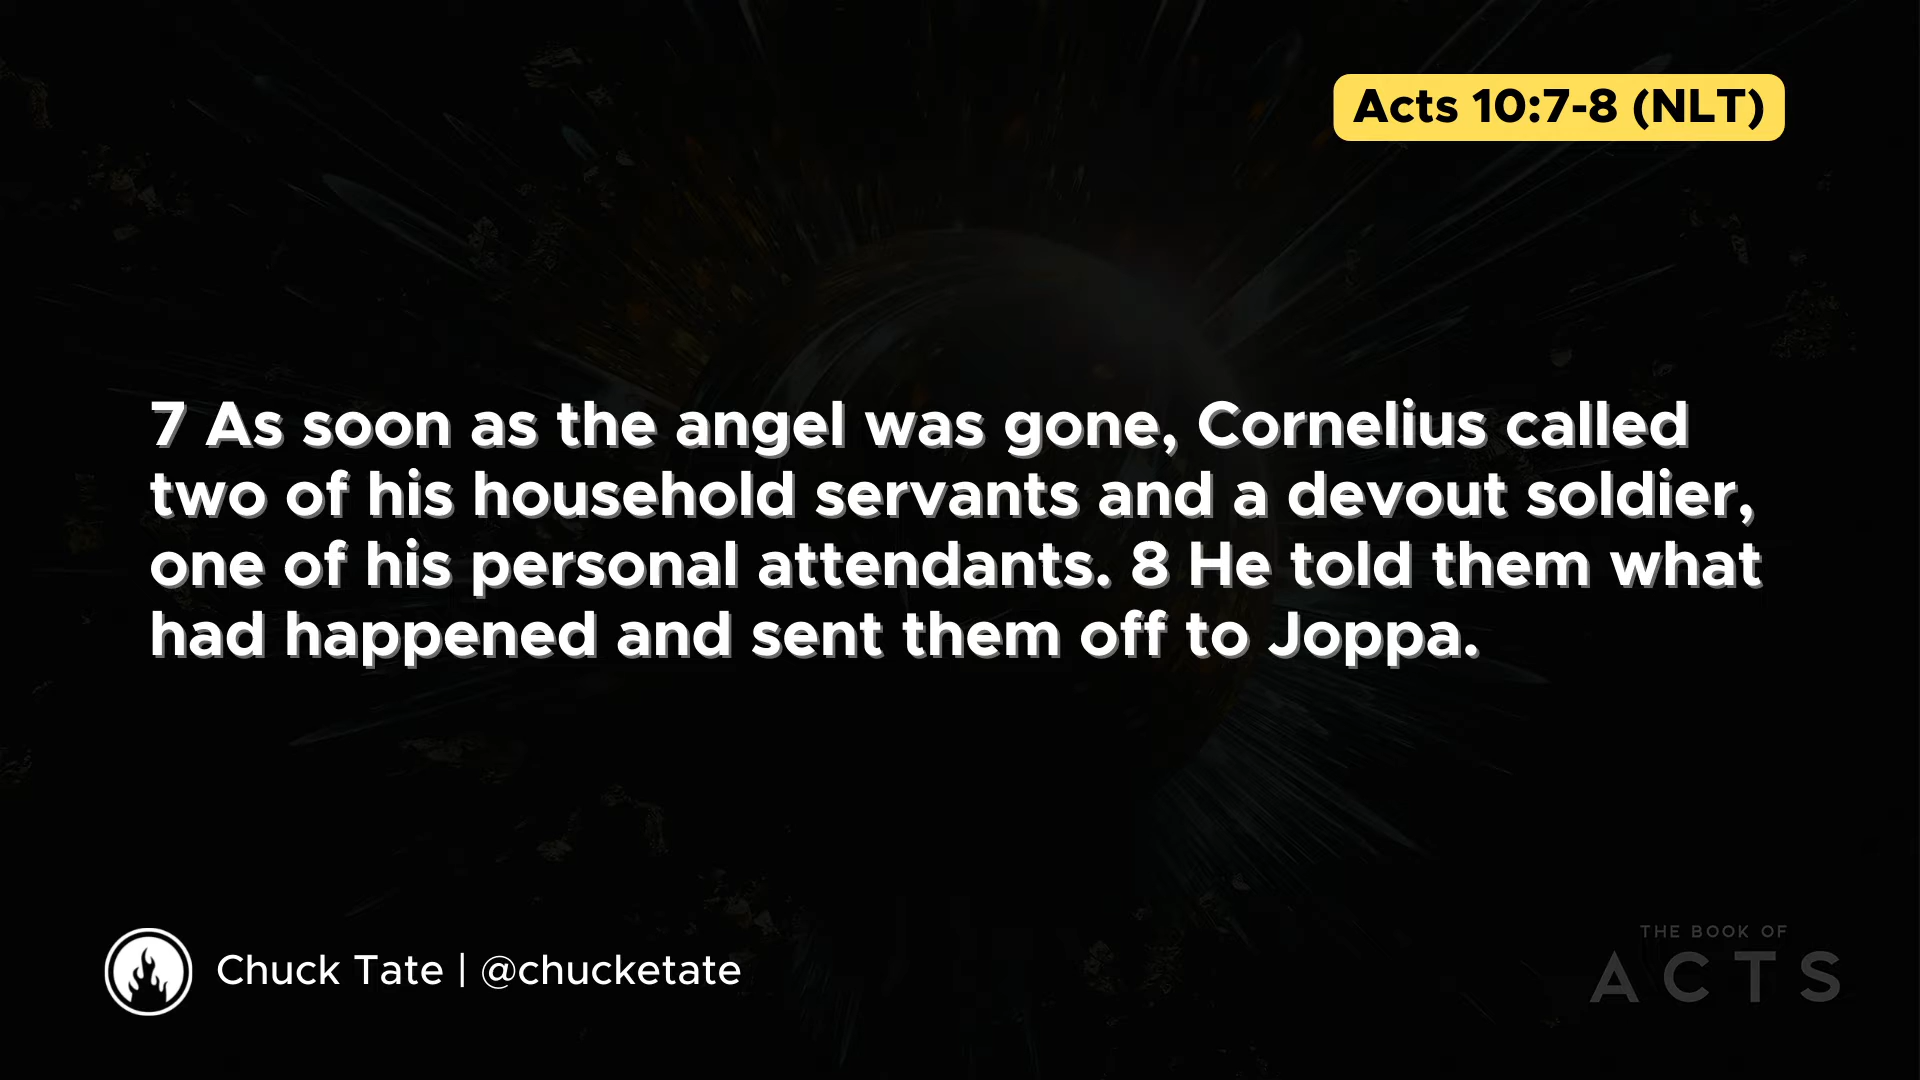 Acts 10:7-8 (NLT)
7 As soon as the angel was gone, Cornelius called
two of his household servants and a devout soldier,
one of his personal attendants. 8 He told them what
had happened and sent them off to Joppa.
Chuck Tate | @chucketate
THE BOOK OF
ACTS